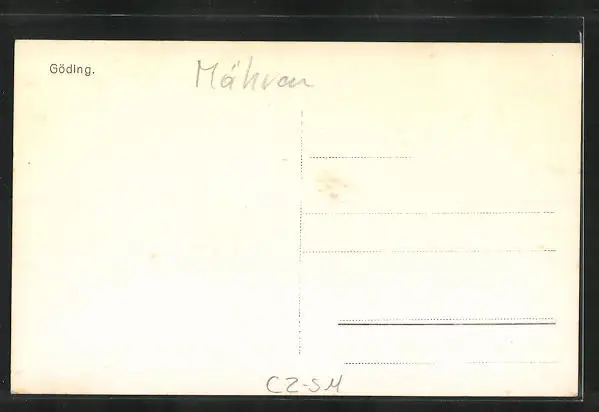 Göding.
Mähren
CZ-SM